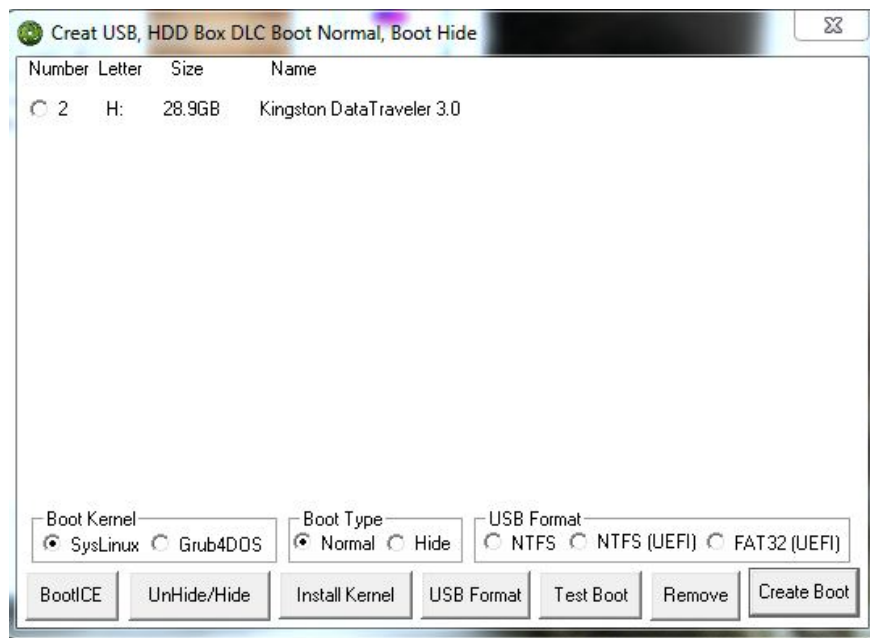 Creat USB, HDD Box DLC Boot Normal, Boot Hide
Number Letter Size Name
2 H: 28.9GB Kingston DataTraveler 3.0
Boot Kernel Boot Type USB Format
SysLinux Grub4DOS Normal Hide NTFS NTFS (UEFI) FAT32 (UEFI)
BootICE UnHide/Hide Install Kernel USB Format Test Boot Remove Create Boot